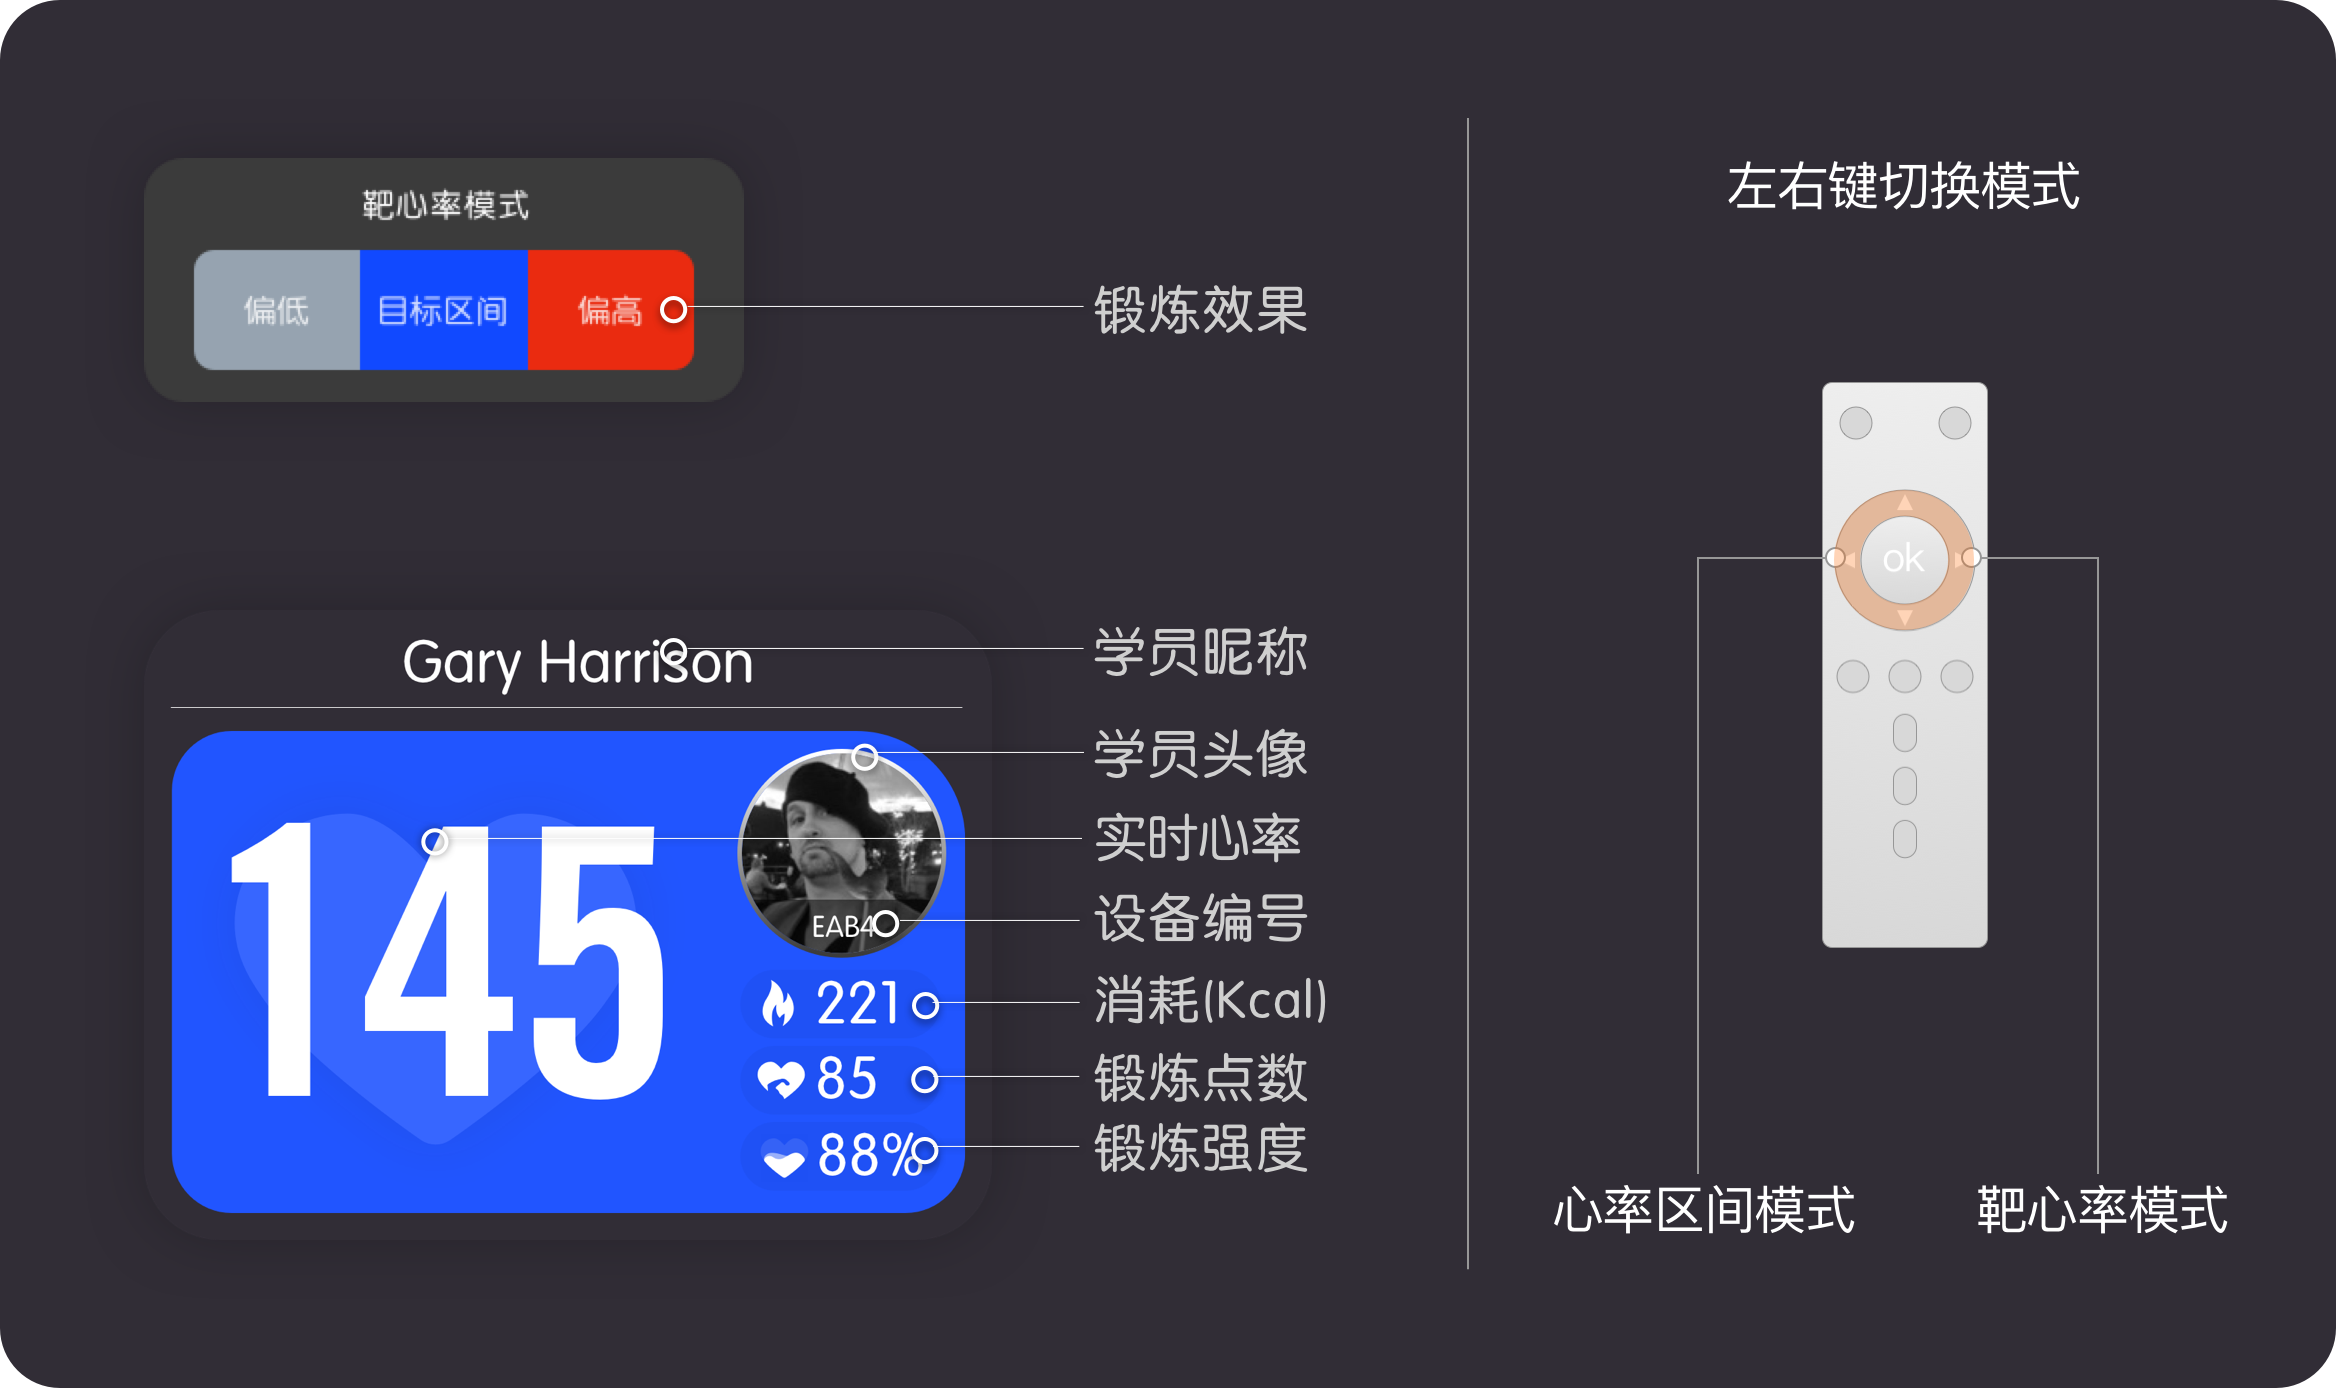 靶心率模式
偏低 目标区间 偏高
锻炼效果
Gary Harrison
学员昵称
145
EAB4
221
85
88%
学员头像
实时心率
设备编号
消耗(Kcal)
锻炼点数
锻炼强度
左右键切换模式
ok
心率区间模式
靶心率模式